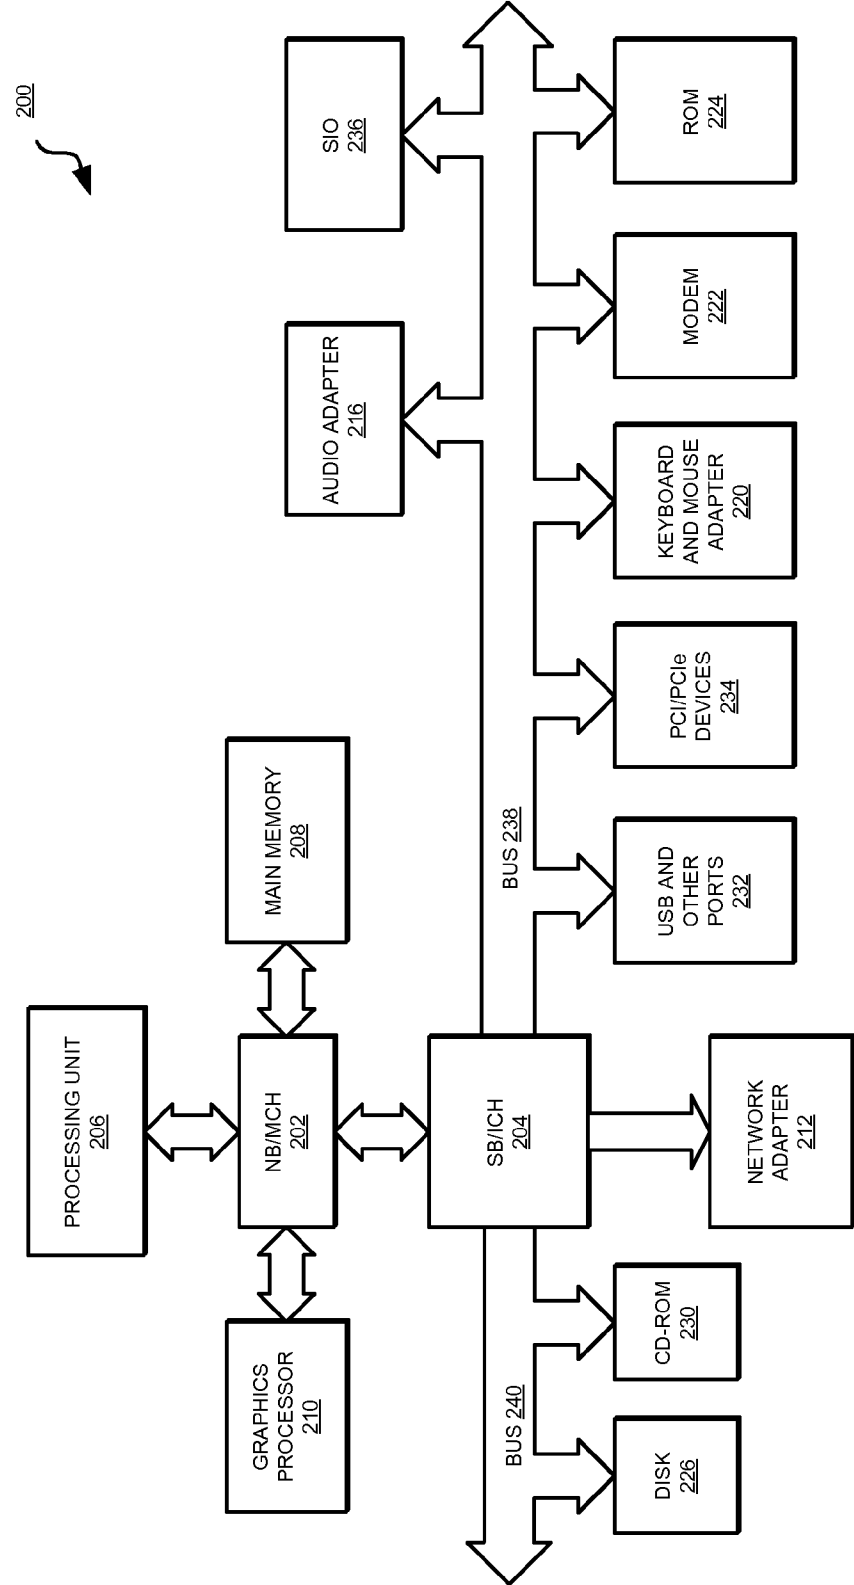 200
PROCESSING UNIT
206
GRAPHICS
PROCESSOR
210
NB/MCH
202
MAIN MEMORY
208
AUDIO ADAPTER
216
SIO
236
SB/ICH
204
BUS 240
BUS 238
DISK
226
CD-ROM
230
NETWORK
ADAPTER
212
USB AND
OTHER
PORTS
232
PCI/PCIe
DEVICES
234
KEYBOARD
AND MOUSE
ADAPTER
220
MODEM
222
ROM
224